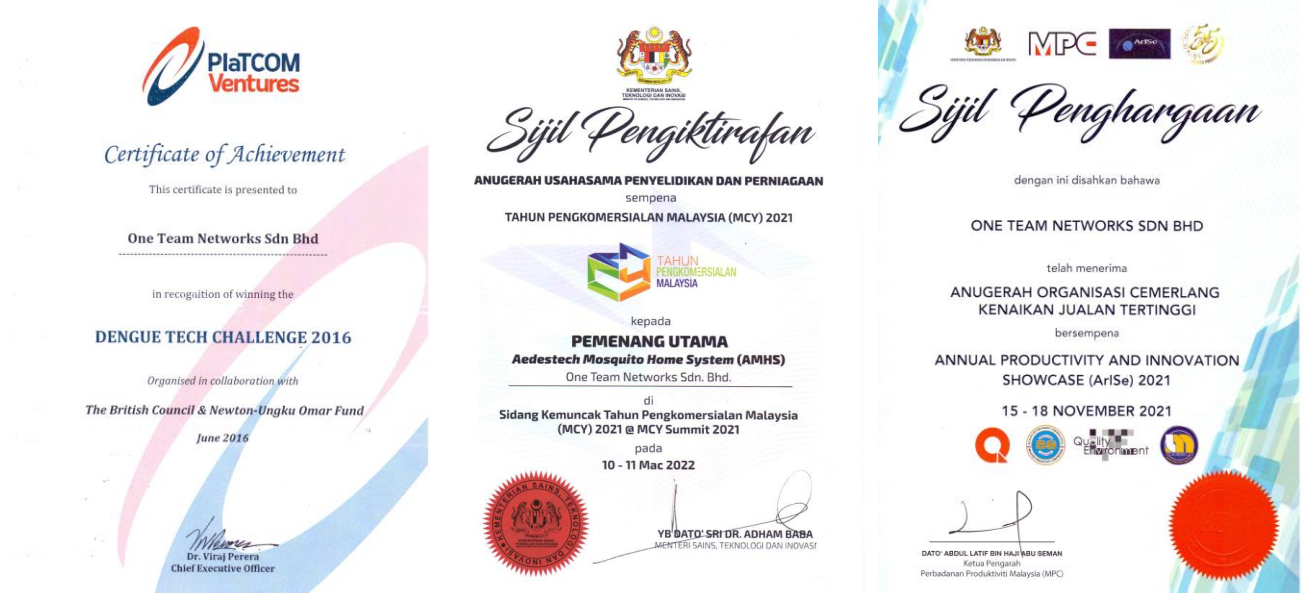 PlaTCOM
Ventures
Certificate of Achievement
This certificate is presented to
One Team Networks Sdn Bhd
in recognition of winning the
DENGUE TECH CHALLENGE 2016
Organised in collaboration with
The British Council & Newton-Ungku Omar Fund
June 2016
Dr. Viraj Perera
Chief Executive Officer
KEMENTERIAN SAINS,
TEKNOLOGI DAN INOVASI
Sijil Pengiktirafan
ANUGERAH USAHASAMA PENYELIDIKAN DAN PERNIAGAAN
sempena
TAHUN PENGKOMERSIALAN MALAYSIA (MCY) 2021
TAHUN
PENGKOMERSIALAN
MALAYSIA
kepada
PEMENANG UTAMA
Aedestech Mosquito Home System (AMHS)
One Team Networks Sdn. Bhd.
di
Sidang Kemuncak Tahun Pengkomersialan Malaysia
(MCY) 2021 @ MCY Summit 2021
pada
10 - 11 Mac 2022
KEMENTERIAN SAINS, TEKNOLOGI DAN INOVASI
YB DATO' SRI DR. ADHAM BABA
MENTERI SAINS, TEKNOLOGI DAN INOVASI
MPC
ArISe
Sijil Penghargaan
dengan ini disahkan bahawa
ONE TEAM NETWORKS SDN BHD
telah menerima
ANUGERAH ORGANISASI CEMERLANG
KENAIKAN JUALAN TERTINGGI
bersempena
ANNUAL PRODUCTIVITY AND INNOVATION
SHOWCASE (ArISe) 2021
15 - 18 NOVEMBER 2021
Quality
Environment
DATO' ABDUL LATIF BIN HAJI ABU SEMAN
Ketua Pengarah
Perbadanan Produktiviti Malaysia (MPC)